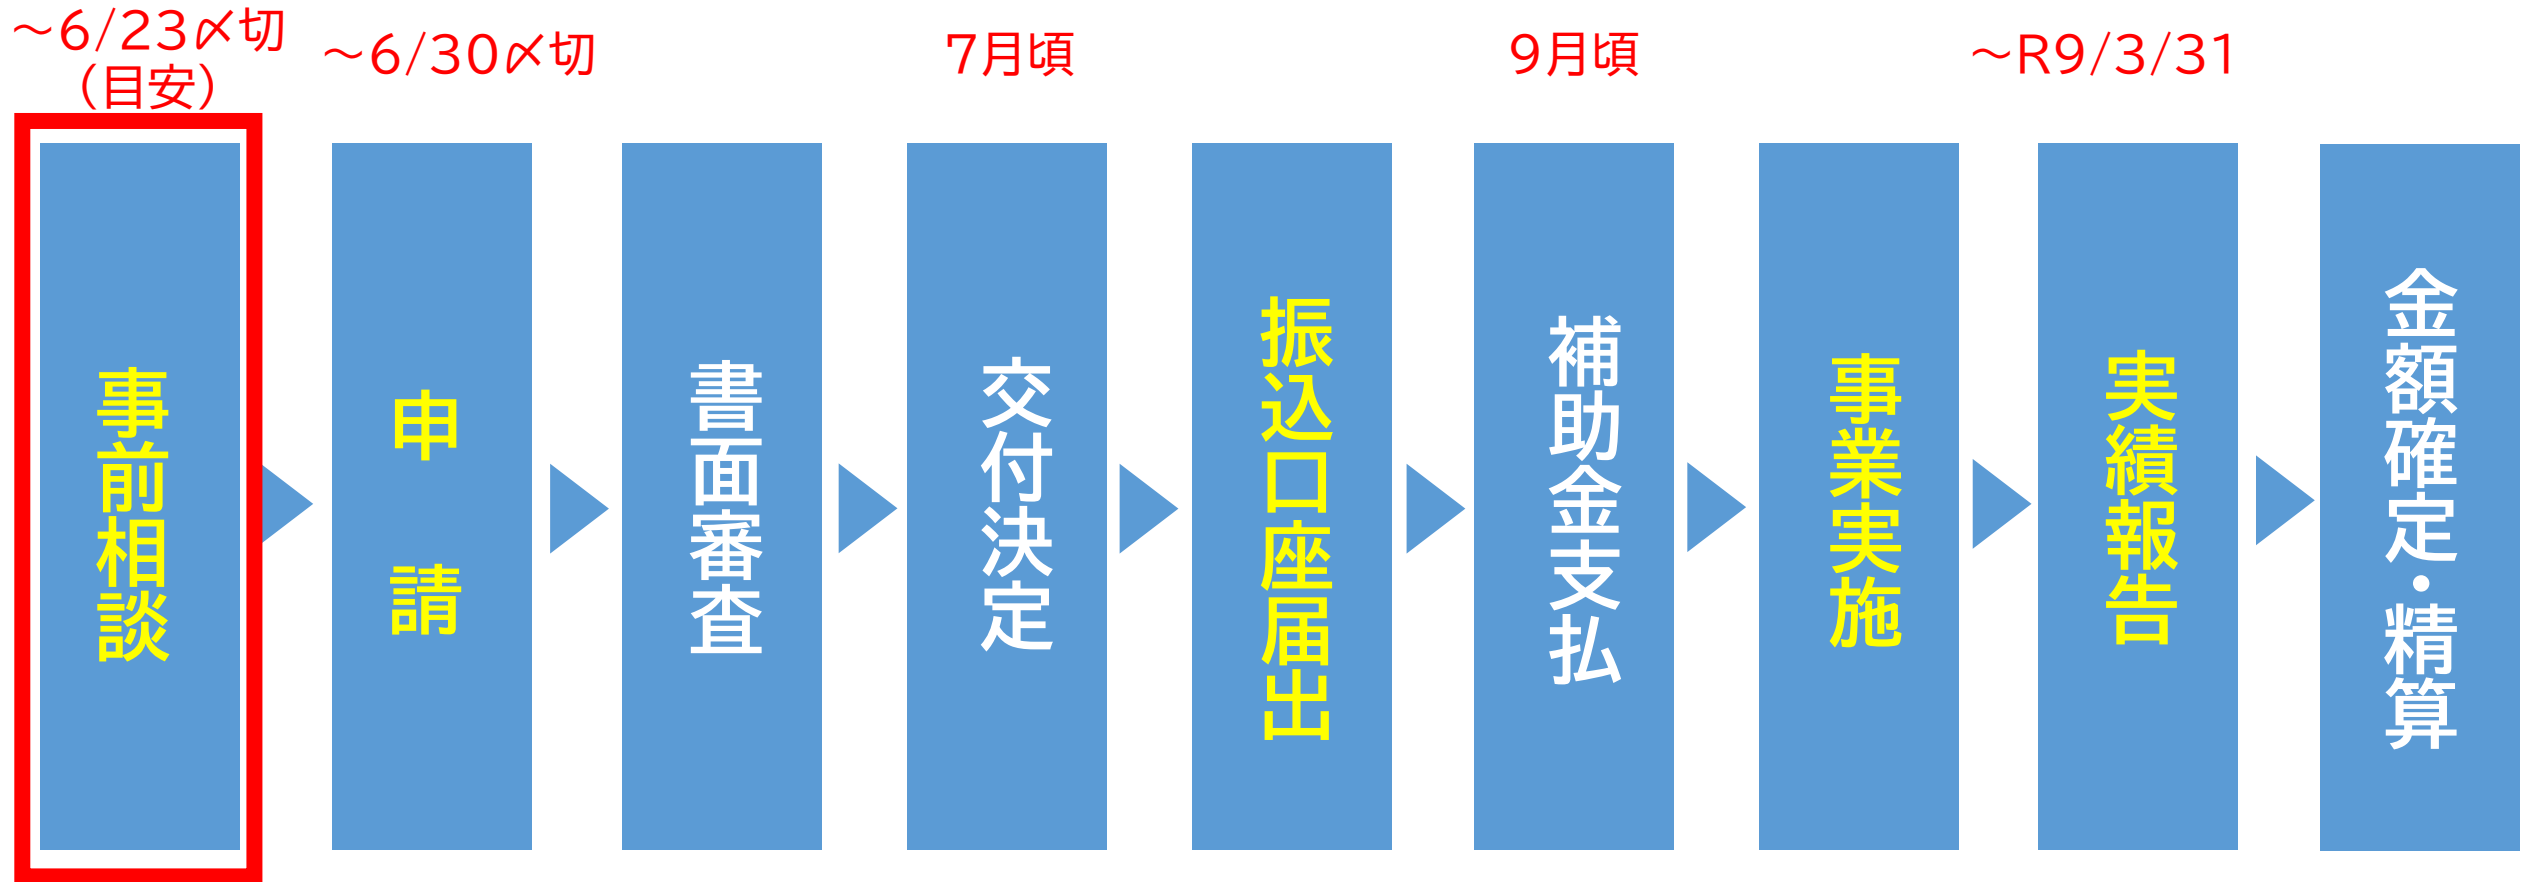 ～6/23〆切
（目安）
～6/30〆切
7月頃
9月頃
～R9/3/31
事前相談
申請
書面審査
交付決定
振込口座届出
補助金支払
事業実施
実績報告
金額確定・精算